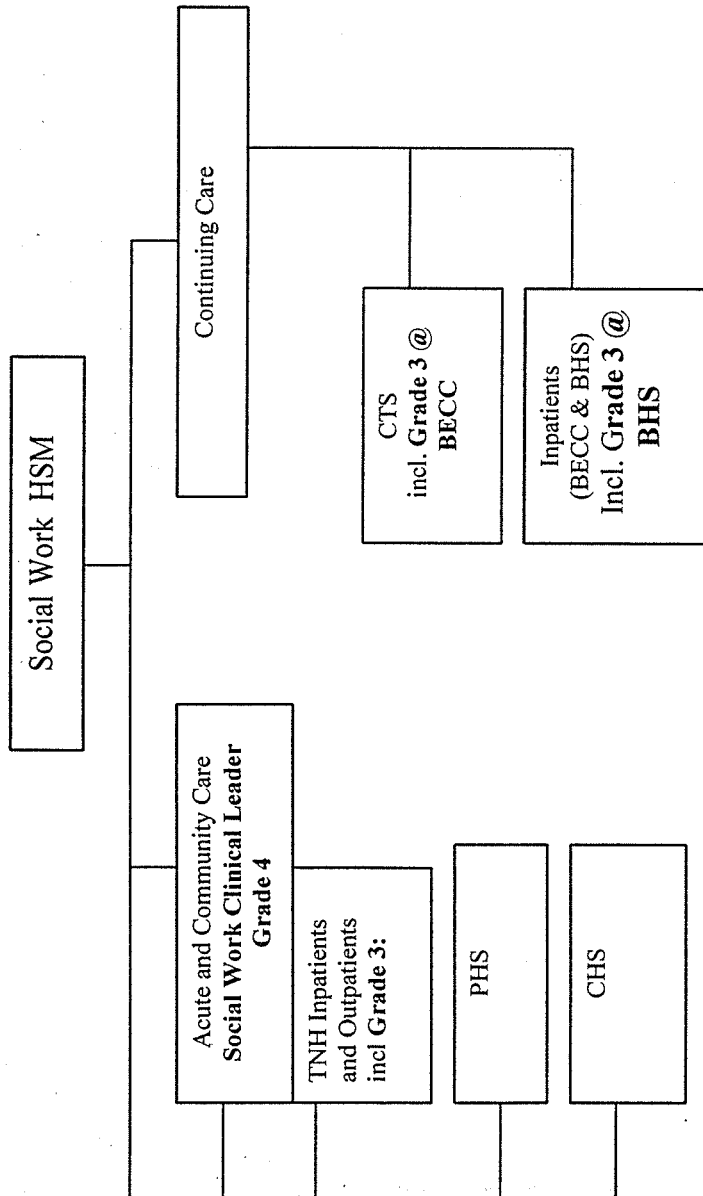 Social Work HSM
Acute and Community Care
Social Work Clinical Leader
Grade 4
TNH Inpatients
and Outpatients
incl Grade 3:
PHS
CHS
Continuing Care
CTS
incl. Grade 3 @
BECC
Inpatients
(BECC & BHS)
Incl. Grade 3 @
BHS